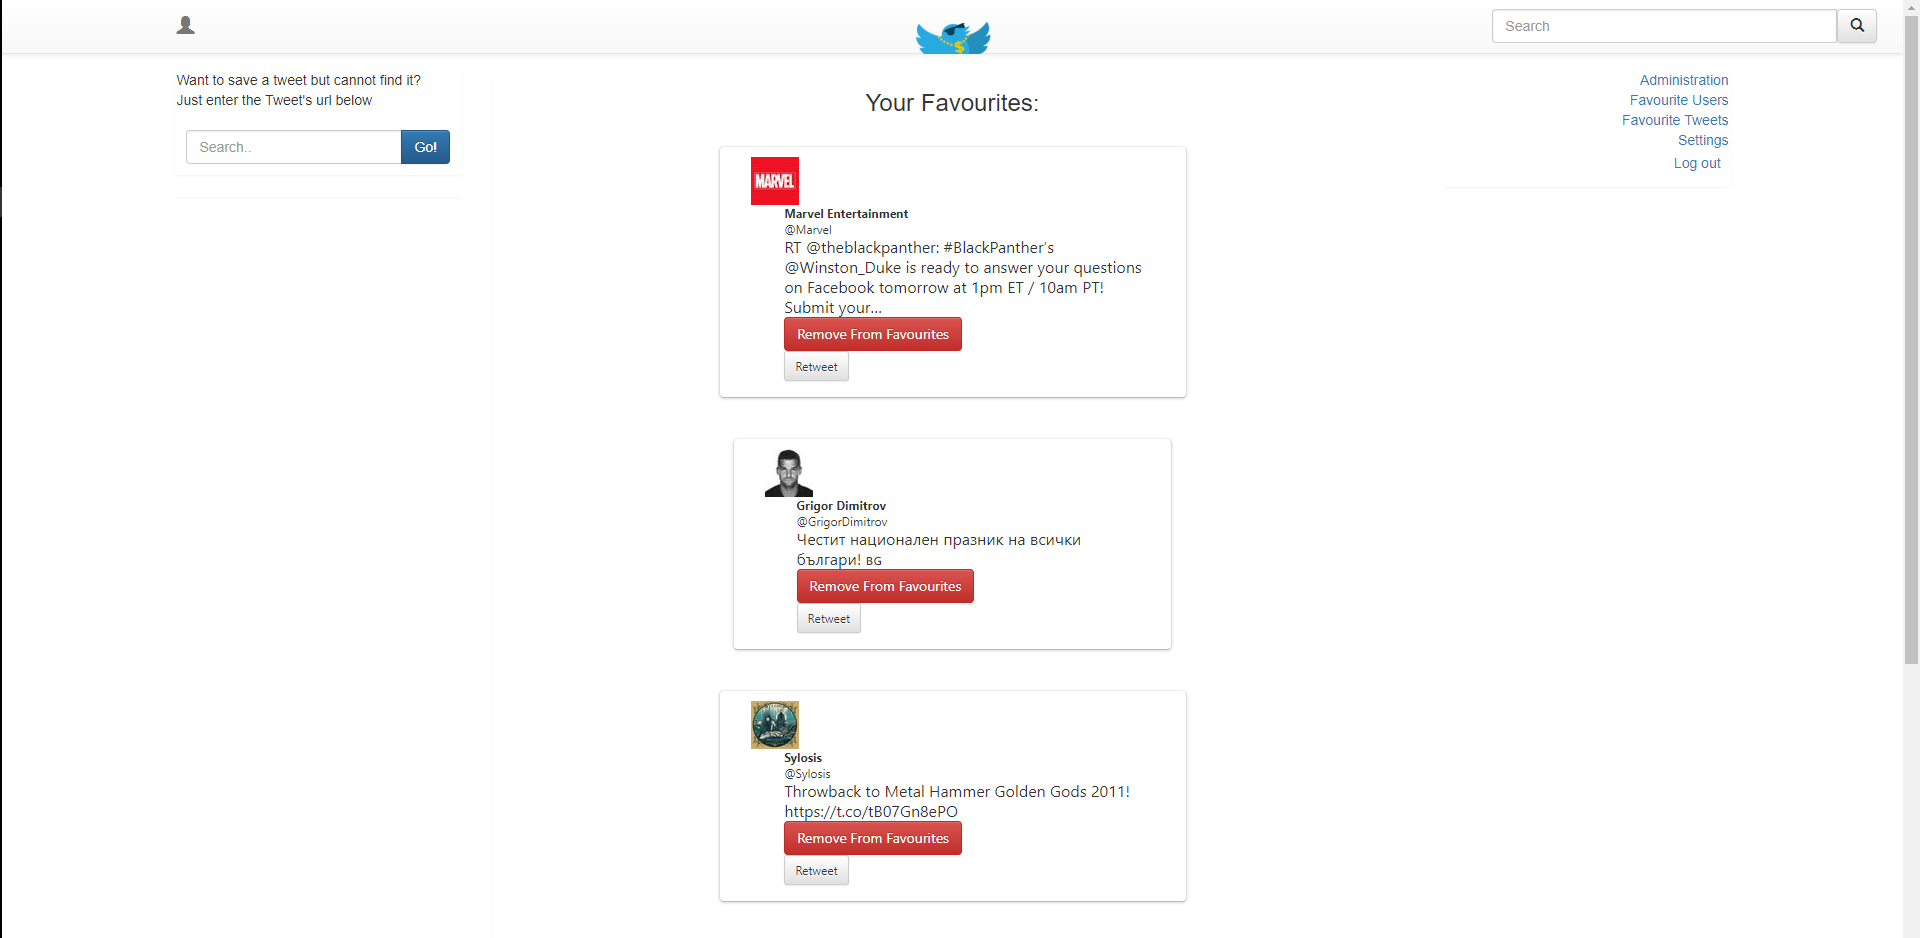 Search
Want to save a tweet but cannot find it?
Just enter the Tweet's url below
Search..
Go!
Your Favourites:
Administration
Favourite Users
Favourite Tweets
Settings
Log out
MARVEL
Marvel Entertainment
@Marvel
RT @theblackpanther: #BlackPanther’s
@Winston_Duke is ready to answer your questions
on Facebook tomorrow at 1pm ET / 10am PT!
Submit your…
Remove From Favourites
Retweet
Grigor Dimitrov
@GrigorDimitrov
Честит национален празник на всички
българи! BG
Remove From Favourites
Retweet
Sylosis
@Sylosis
Throwback to Metal Hammer Golden Gods 2011!
https://t.co/tB07Gn8ePO
Remove From Favourites
Retweet